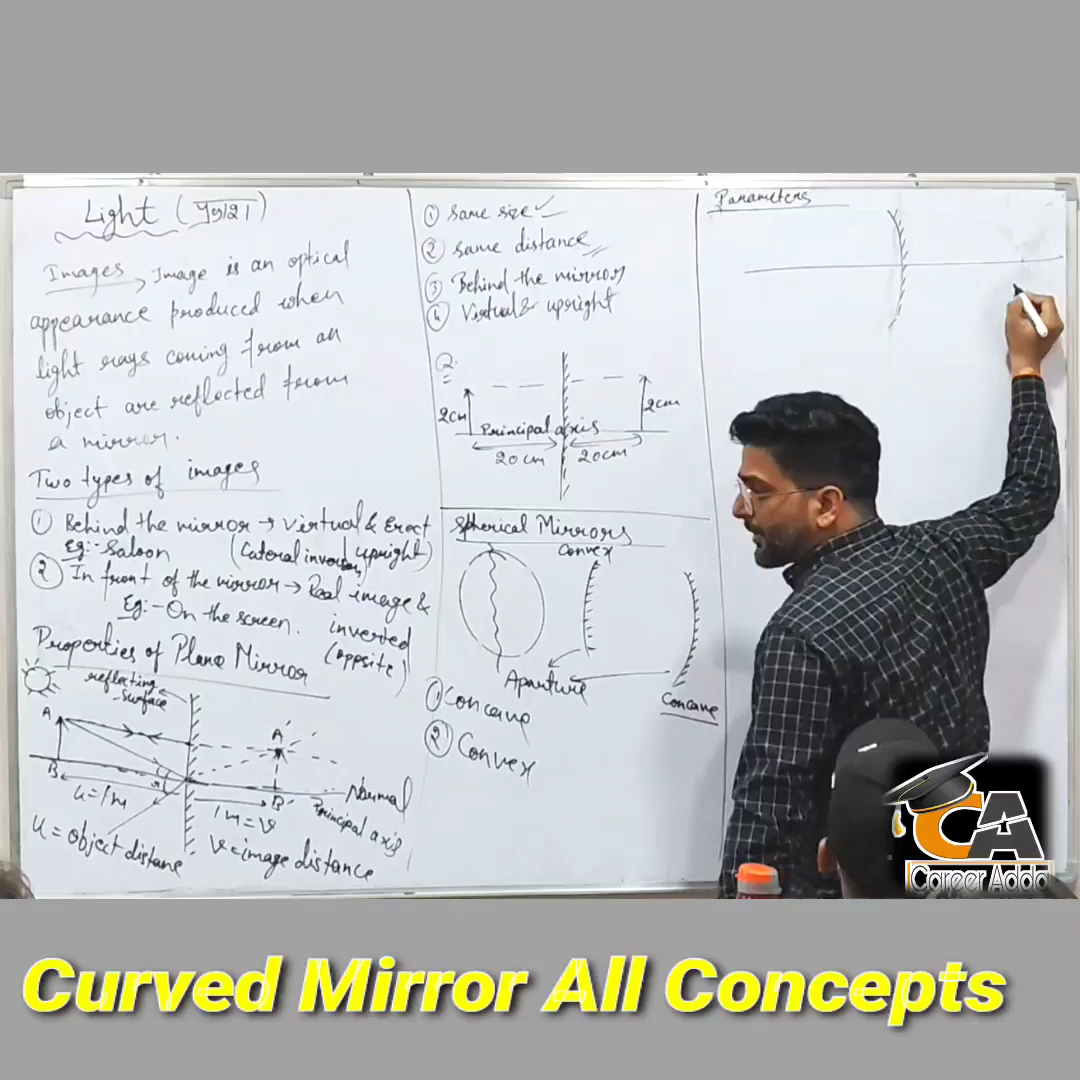 Light (प्रकाश)
Images → Image is an optical
appearance produced when
light rays coming from an
object are reflected from
a mirror.
Two types of images
① Behind the mirror → Virtual & Erect
Eg:- Saloon (Lateral inversion, upright)
② In front of the mirror → Real image &
Eg:- On the screen. inverted
(opposite)
Properties of Plane Mirror
reflecting
surface
A
A'
B
B'
u = 1m
1m = v
Normal
Principal axis
u = object distane
v = image distance
① Same size ✓
② Same distance
③ Behind the mirror
④ Virtual & upright
Q.
2cm
2cm
Principal axis
20cm
20cm
Spherical Mirrors
Convex
Aparture
Concave
① Concave
② Convex
Parameters
CA
Career Adda
Curved Mirror All Concepts